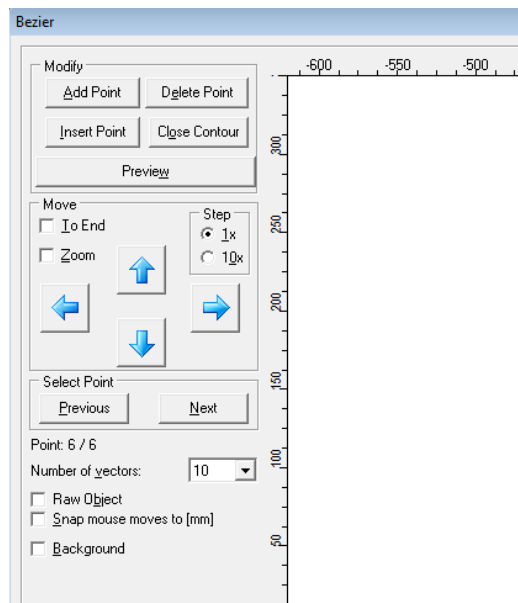 Bezier
Modify
Add Point Delete Point
Insert Point Close Contour
Preview
Move
To End
Zoom
Step
1x
10x
Select Point
Previous Next
Point: 6 / 6
Number of vectors: 10
Raw Object
Snap mouse moves to [mm]
Background
-600 -550 -500
300
250
200
150
100
50